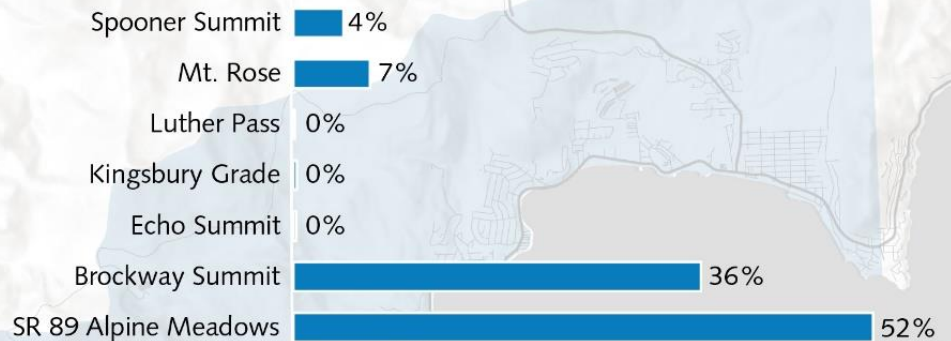 Spooner Summit 4%
Mt. Rose 7%
Luther Pass 0%
Kingsbury Grade 0%
Echo Summit 0%
Brockway Summit 36%
SR 89 Alpine Meadows 52%